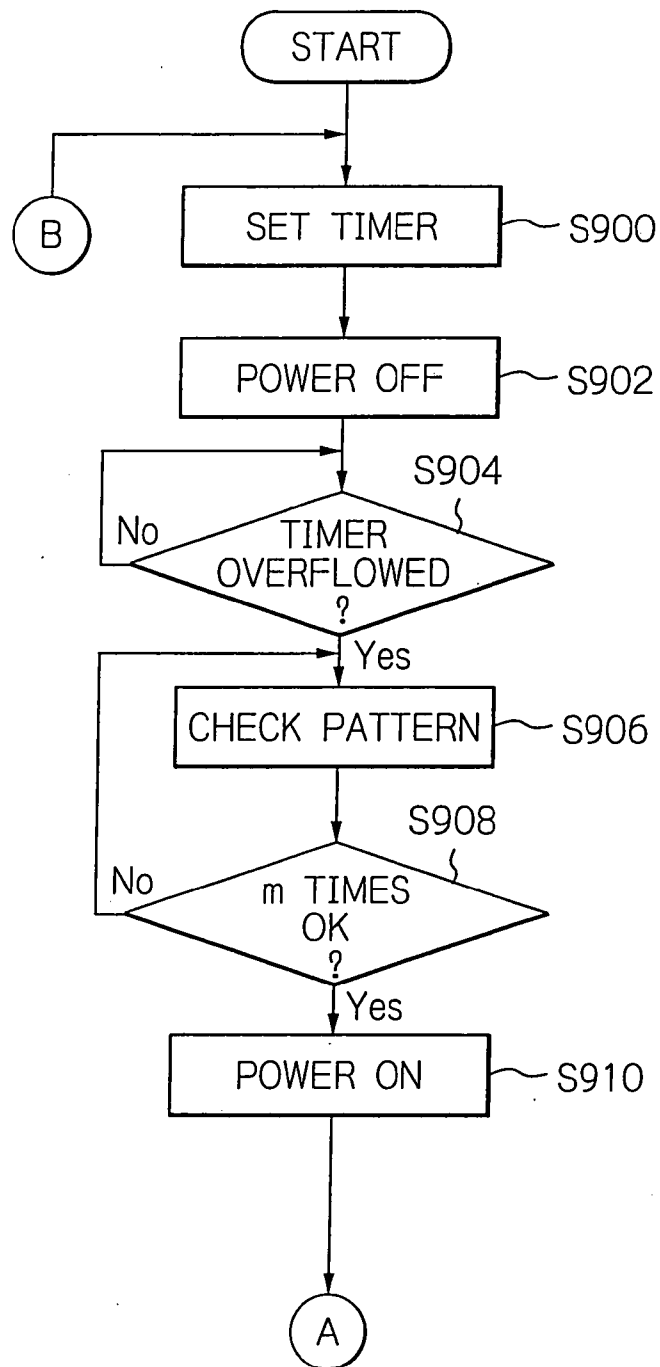 START
B
SET TIMER
S900
POWER OFF
S902
S904
No
TIMER
OVERFLOWED
?
Yes
CHECK PATTERN
S906
S908
No
m TIMES
OK
?
Yes
POWER ON
S910
A